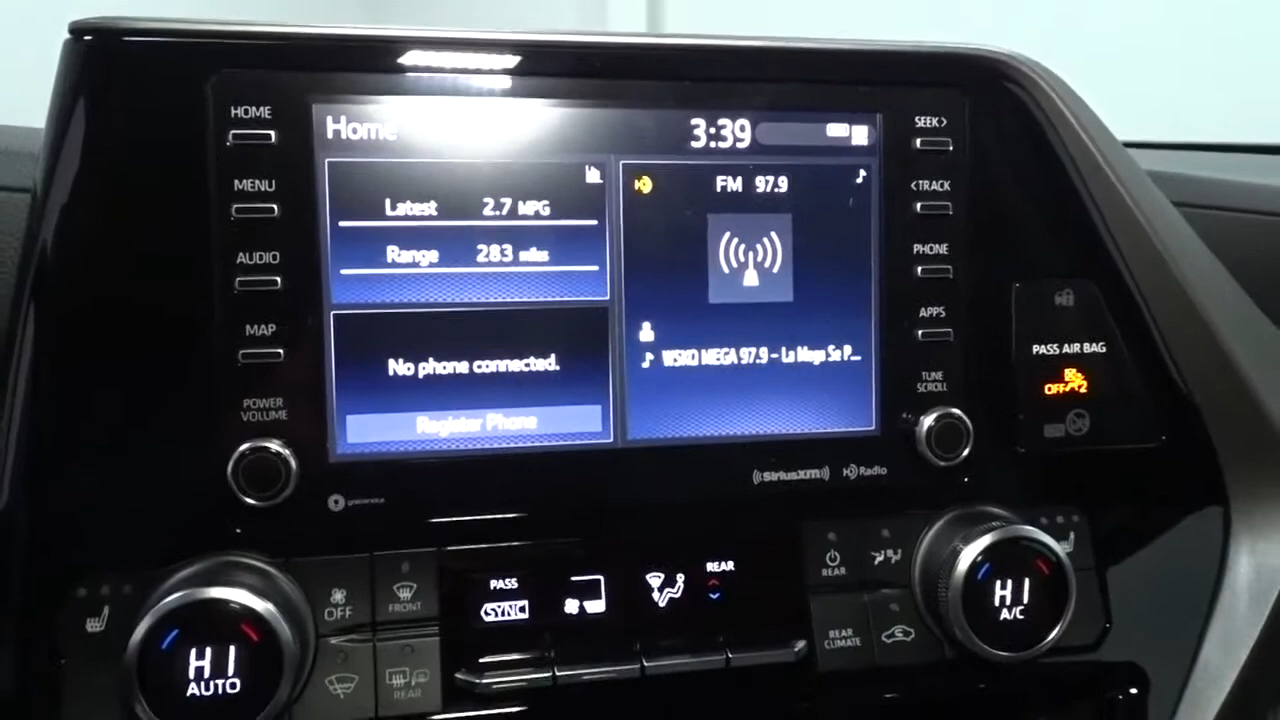 HOME
MENU
AUDIO
MAP
POWER
VOLUME
Home
3:39
Latest 2.7 MPG
Range 283 miles
No phone connected.
Register Phone
FM 97.9
WSKQ MEGA 97.9 - La Mega Se P...
SEEK>
<TRACK
PHONE
APPS
TUNE
SCROLL
PASS AIR BAG
OFF
2
gracenote
((SiriusXM))
HD Radio
HI
AUTO
OFF
FRONT
REAR
PASS
SYNC
REAR
REAR
REAR
CLIMATE
HI
A/C